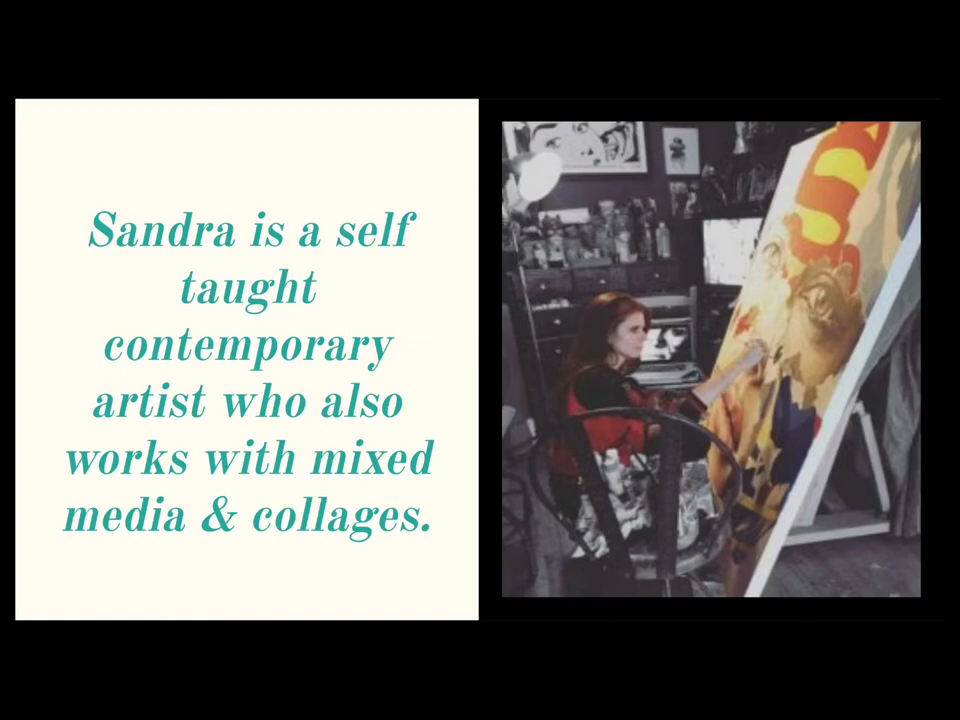 Sandra is a self
taught
contemporary
artist who also
works with mixed
media & collages.